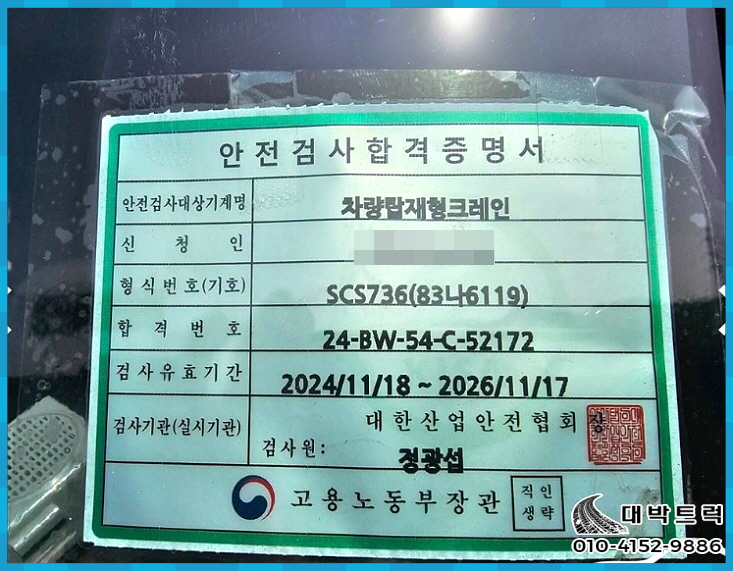 안전검사합격증명서
안전검사대상기계명 차량탑재형크레인
신 청 인
형식번호(기호) SCS736(83나6119)
합 격 번 호 24-BW-54-C-52172
검사유효기간 2024/11/18 ~ 2026/11/17
검사기관(실시기관) 대한산업안전협회장
검사원: 정광섭
고용노동부장관 직인생략
대박트럭
010-4152-9886